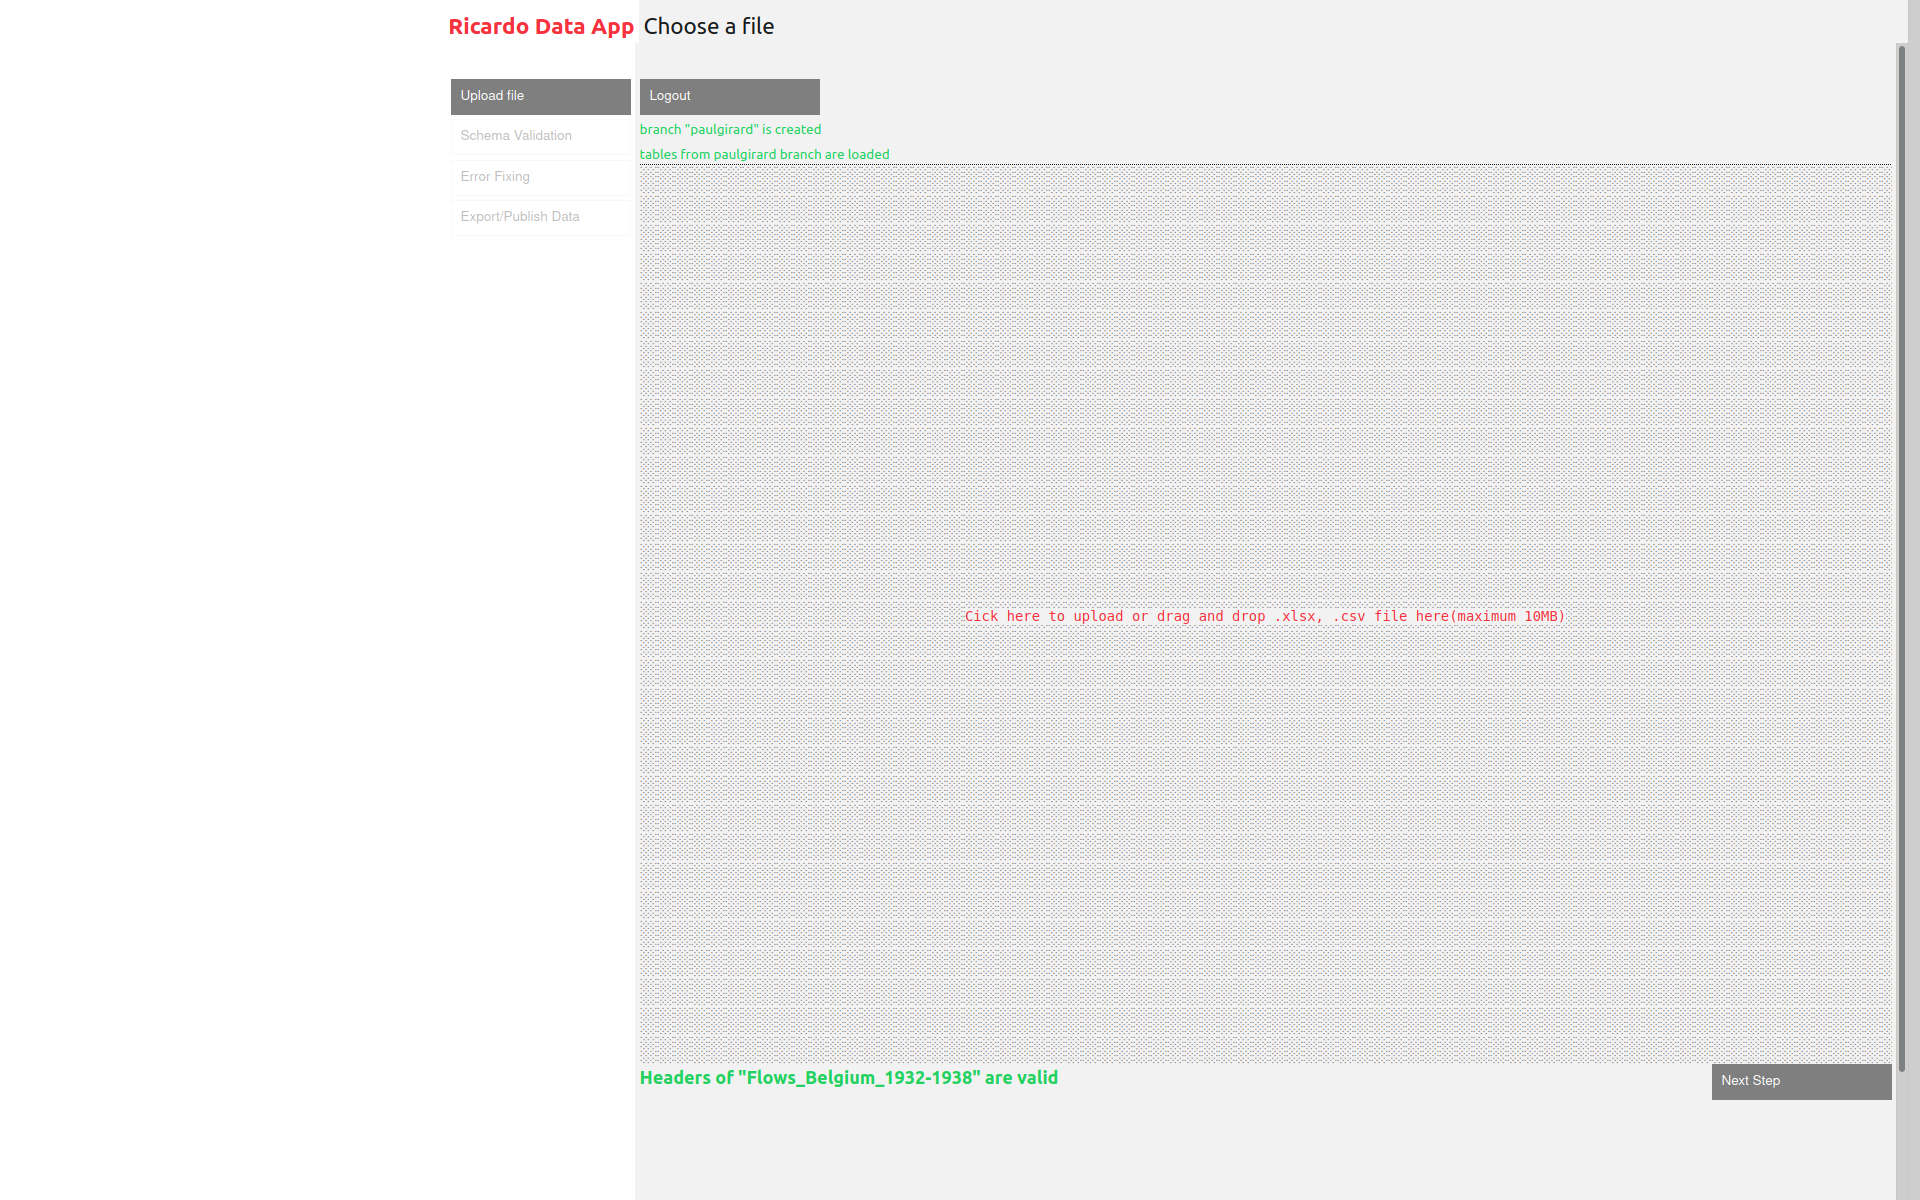 Ricardo Data App
Choose a file
Upload file
Schema Validation
Error Fixing
Export/Publish Data
Logout
branch "paulgirard" is created
tables from paulgirard branch are loaded
Cick here to upload or drag and drop .xlsx, .csv file here(maximum 10MB)
Headers of "Flows_Belgium_1932-1938" are valid
Next Step